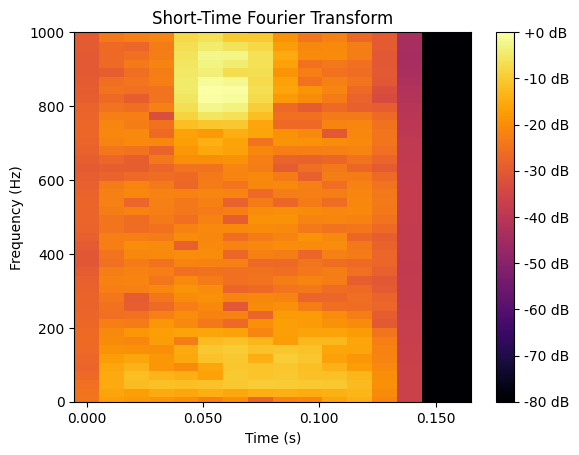 Short-Time Fourier Transform
1000
800
600
400
200
0
Frequency (Hz)
0.000
0.050
0.100
0.150
Time (s)
+0 dB
-10 dB
-20 dB
-30 dB
-40 dB
-50 dB
-60 dB
-70 dB
-80 dB